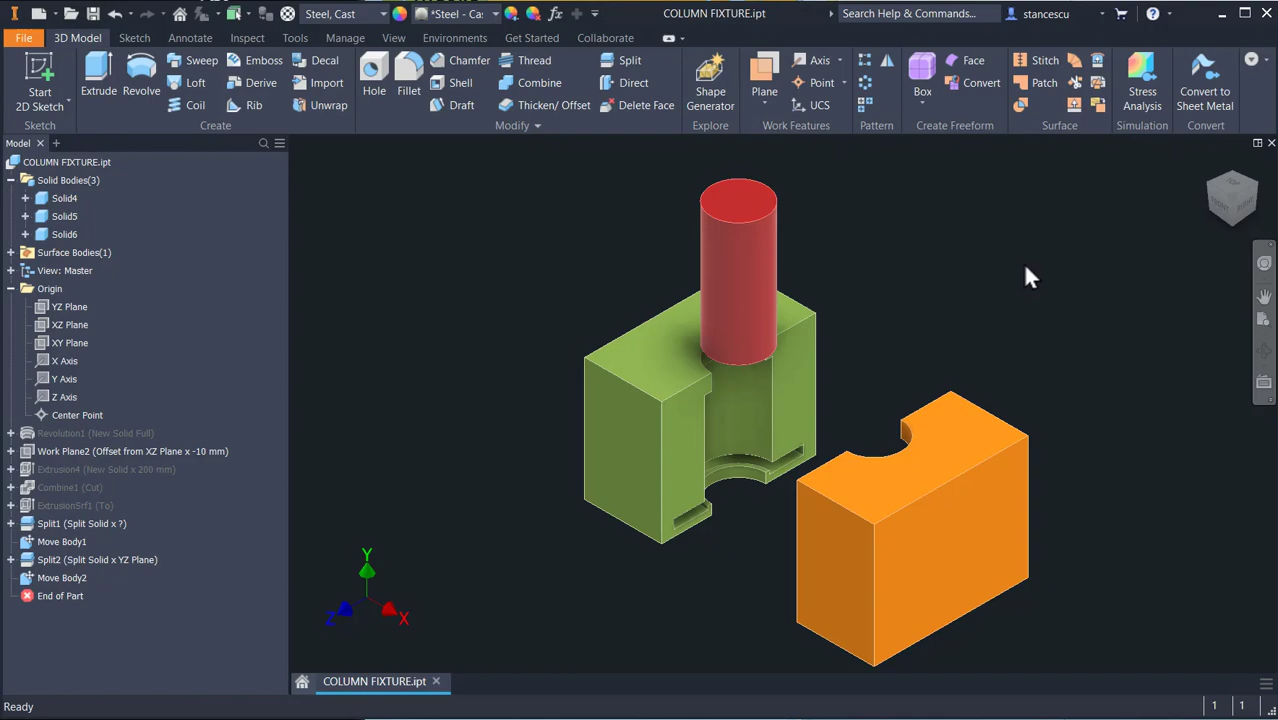 Steel, Cast
*Steel - Cas
COLUMN FIXTURE.ipt
Search Help & Commands...
stancescu
File
3D Model
Sketch
Annotate
Inspect
Tools
Manage
View
Environments
Get Started
Collaborate
Start
2D Sketch
Extrude
Revolve
Sweep
Loft
Coil
Emboss
Derive
Rib
Decal
Import
Unwrap
Hole
Fillet
Chamfer
Shell
Draft
Thread
Combine
Thicken/ Offset
Split
Direct
Delete Face
Shape
Generator
Plane
Axis
Point
UCS
Box
Face
Convert
Stitch
Patch
Stress
Analysis
Convert to
Sheet Metal
Sketch
Create
Modify
Explore
Work Features
Pattern
Create Freeform
Surface
Simulation
Convert
Model
COLUMN FIXTURE.ipt
Solid Bodies(3)
Solid4
Solid5
Solid6
Surface Bodies(1)
View: Master
Origin
YZ Plane
XZ Plane
XY Plane
X Axis
Y Axis
Z Axis
Center Point
Revolution1 (New Solid Full)
Work Plane2 (Offset from XZ Plane x -10 mm)
Extrusion4 (New Solid x 200 mm)
Combine1 (Cut)
ExtrusionSrf1 (To)
Split1 (Split Solid x ?)
Move Body1
Split2 (Split Solid x YZ Plane)
Move Body2
End of Part
FRONT
RIGHT
Y
Z
X
COLUMN FIXTURE.ipt
Ready
1
1